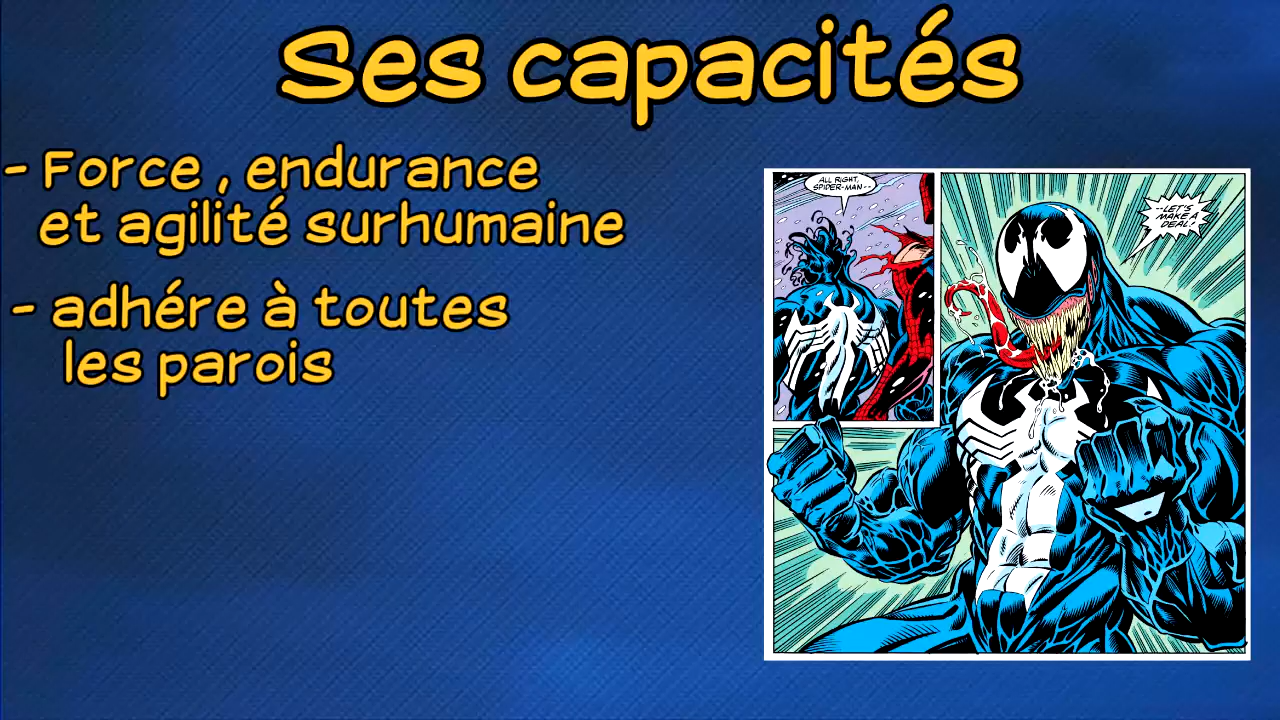 Ses capacités
- Force , endurance
et agilité surhumaine
- adhére à toutes
les parois
ALL RIGHT,
SPIDER-MAN--
--LET'S
MAKE A
DEAL!